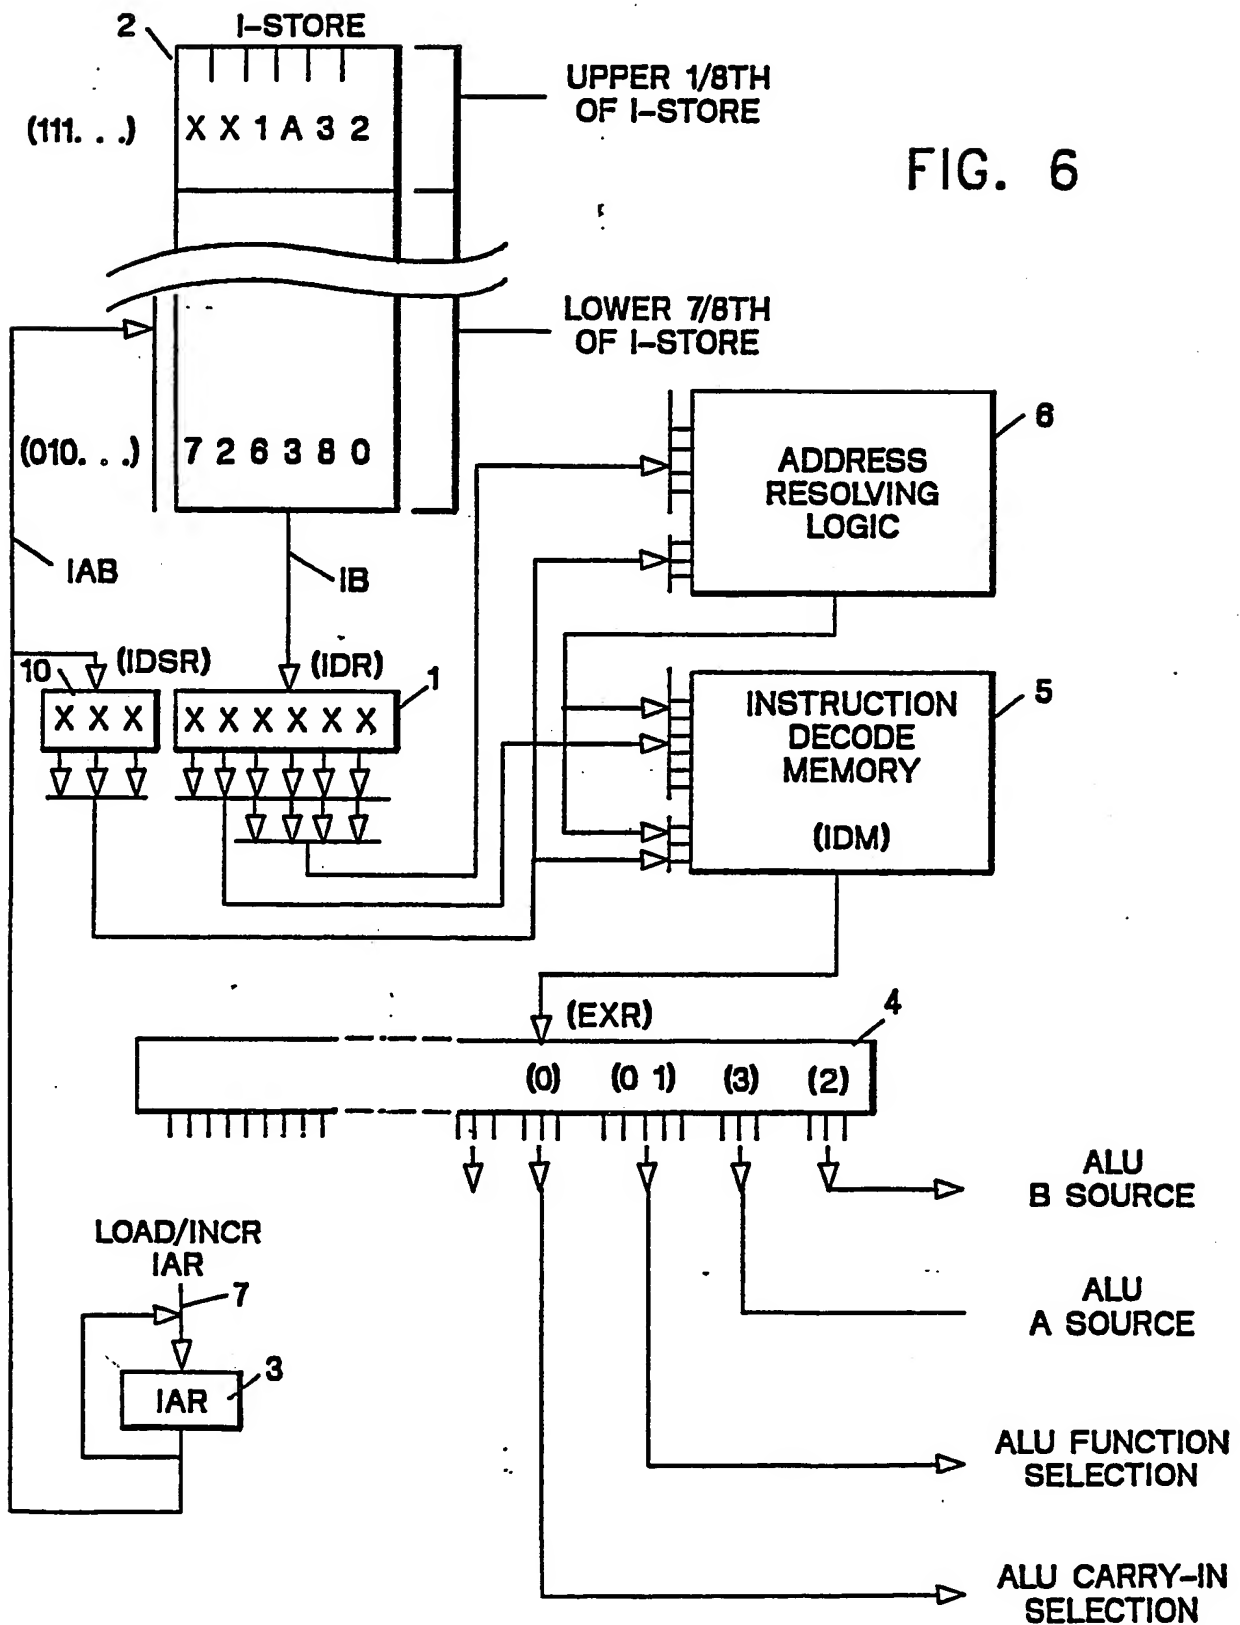 2
I-STORE
UPPER 1/8TH
OF I-STORE
(111. . .)
X X 1 A 3 2
FIG. 6
LOWER 7/8TH
OF I-STORE
(010. . .)
7 2 6 3 8 0
6
ADDRESS
RESOLVING
LOGIC
IAB
IB
10
(IDSR)
(IDR)
1
X X X
X X X X X X
5
INSTRUCTION
DECODE
MEMORY
(IDM)
(EXR)
4
(0)
(0 1)
(3)
(2)
ALU
B SOURCE
LOAD/INCR
IAR
7
ALU
A SOURCE
3
IAR
ALU FUNCTION
SELECTION
ALU CARRY-IN
SELECTION